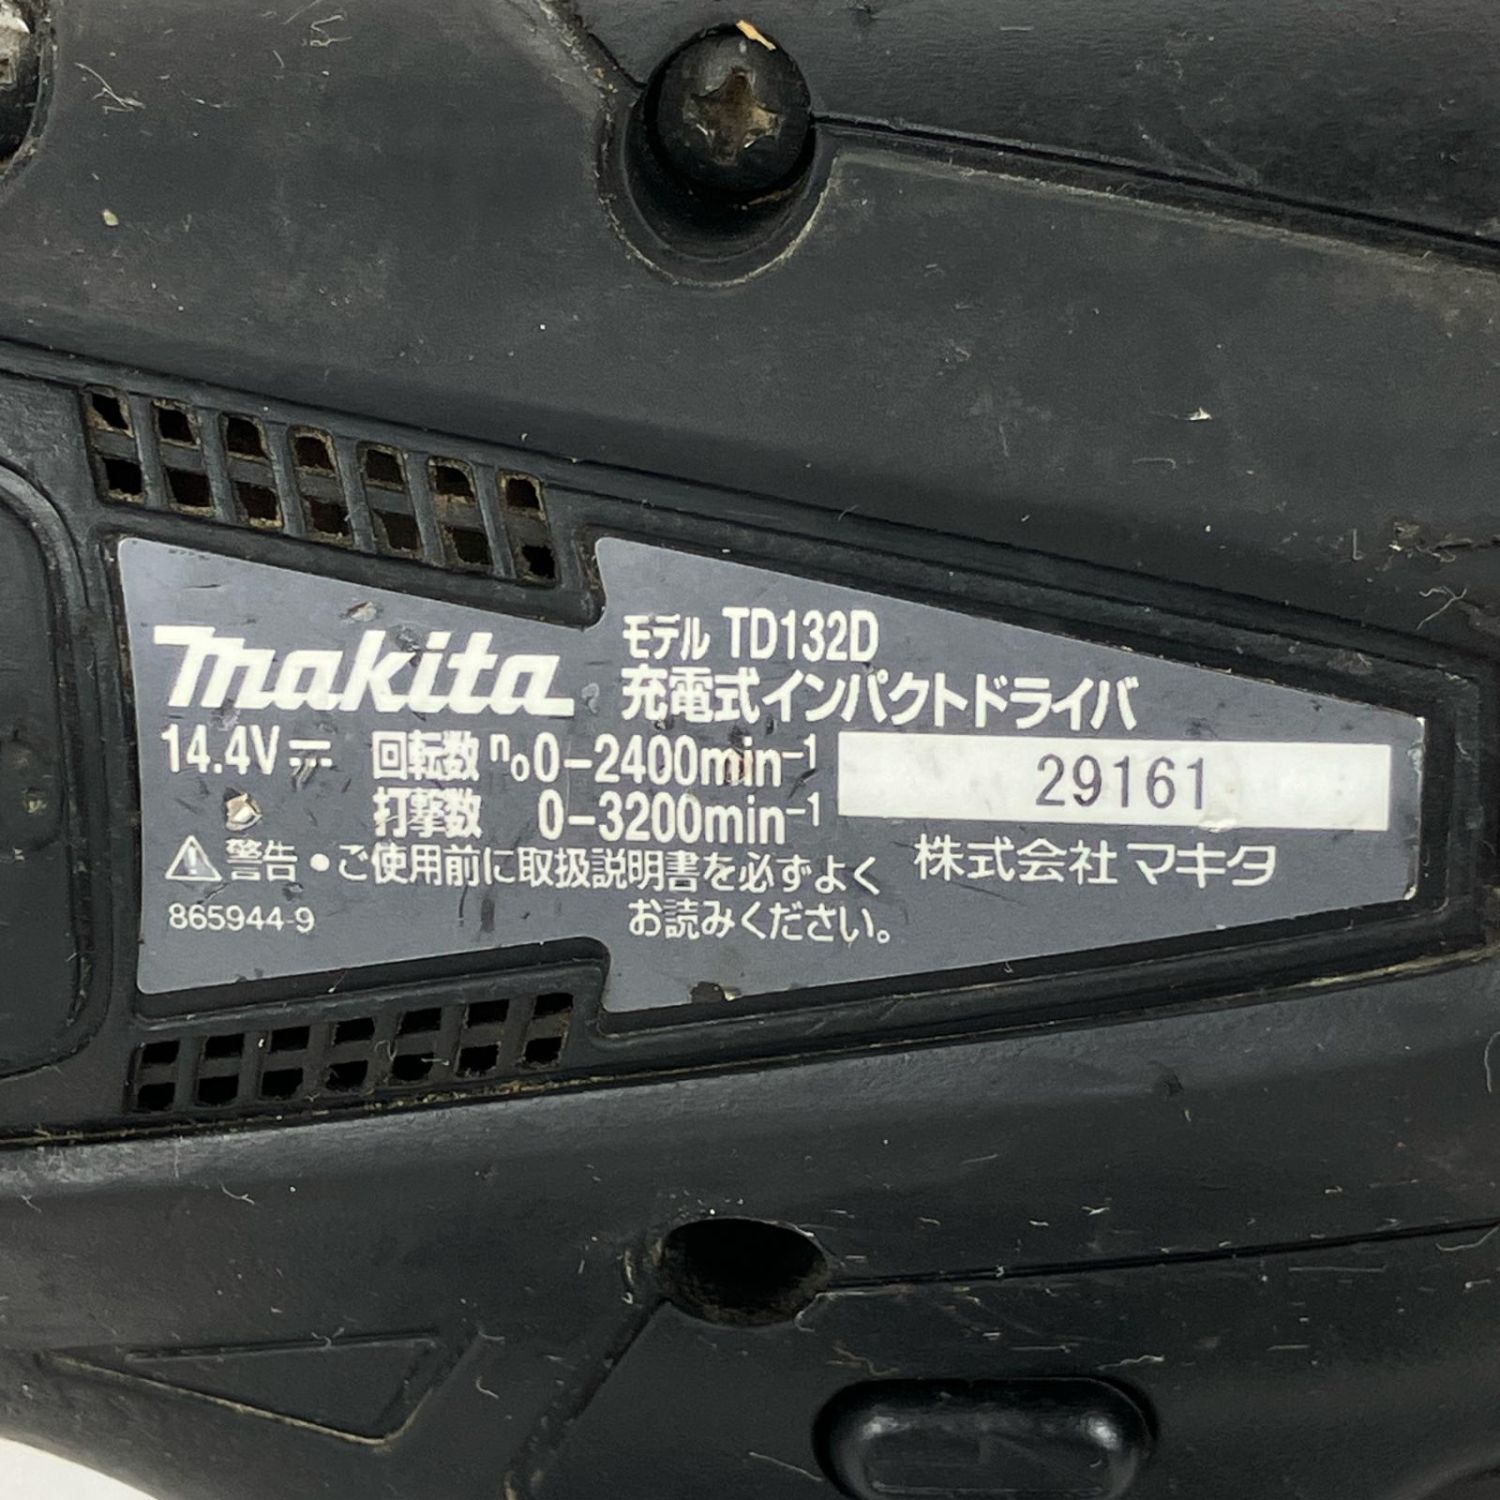 makita
モデル TD132D
充電式インパクトドライバ
14.4V⎓ 回転数 n₀ 0-2400min⁻¹
打撃数 0-3200min⁻¹
29161
⚠警告 ●ご使用前に取扱説明書を必ずよく
お読みください。
株式会社マキタ
865944-9